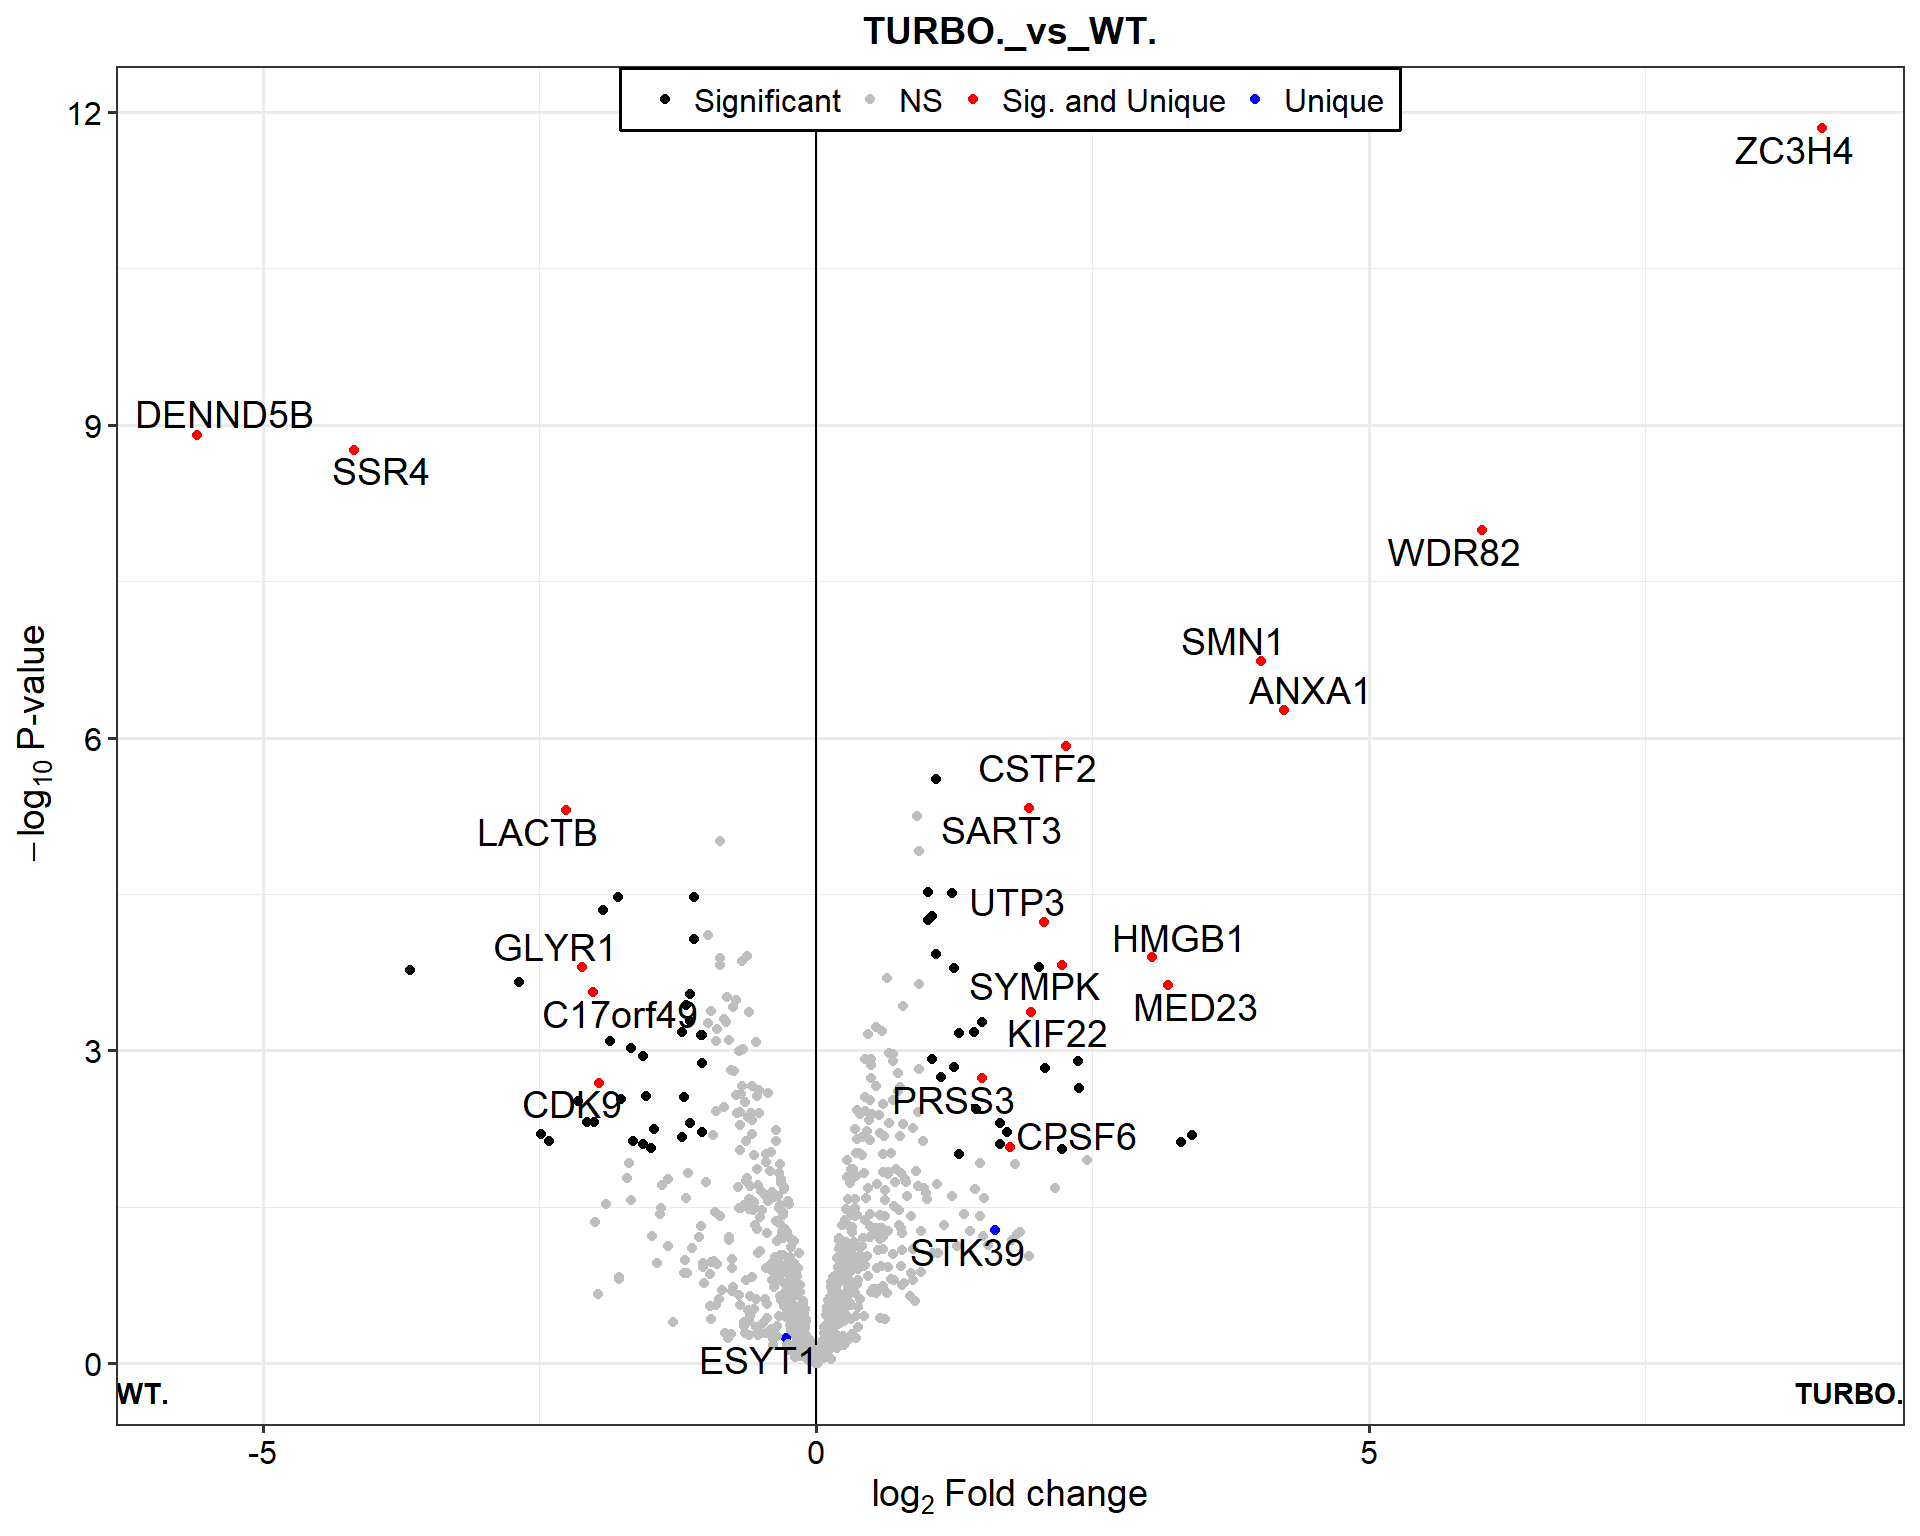 TURBO._vs_WT.
Significant NS Sig. and Unique Unique
12
ZC3H4
DENND5B
9
SSR4
WDR82
SMN1
ANXA1
6
CSTF2
LACTB
SART3
UTP3
GLYR1
HMGB1
SYMPK
MED23
C17orf49
KIF22
3
CDK9
PRSS3
CPSF6
STK39
ESYT1
0
WT.
TURBO.
-5 0 5
log2 Fold change
−log10 P-value